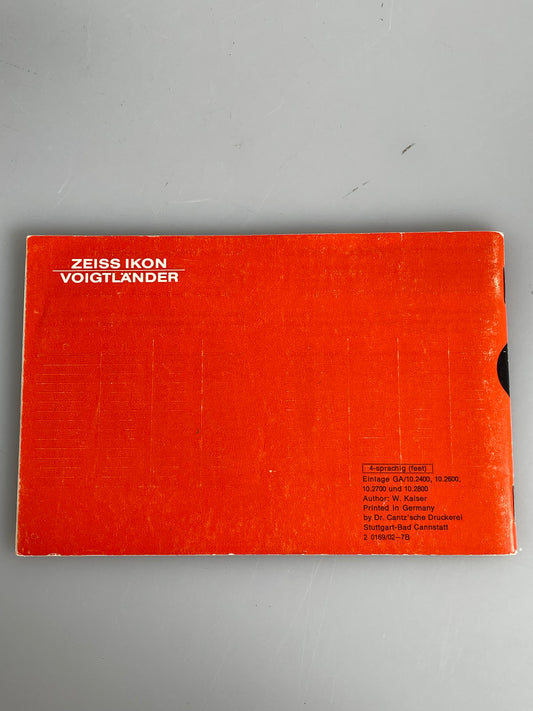 ZEISS IKON
VOIGTLÄNDER
4-sprachig (feet)
Einlage GA/10.2400, 10.2600,
10.2700 und 10.2800
Author: W. Kaiser
Printed in Germany
by Dr. Cantz'sche Druckerei
Stuttgart-Bad Cannstatt
2 0169/02–7B